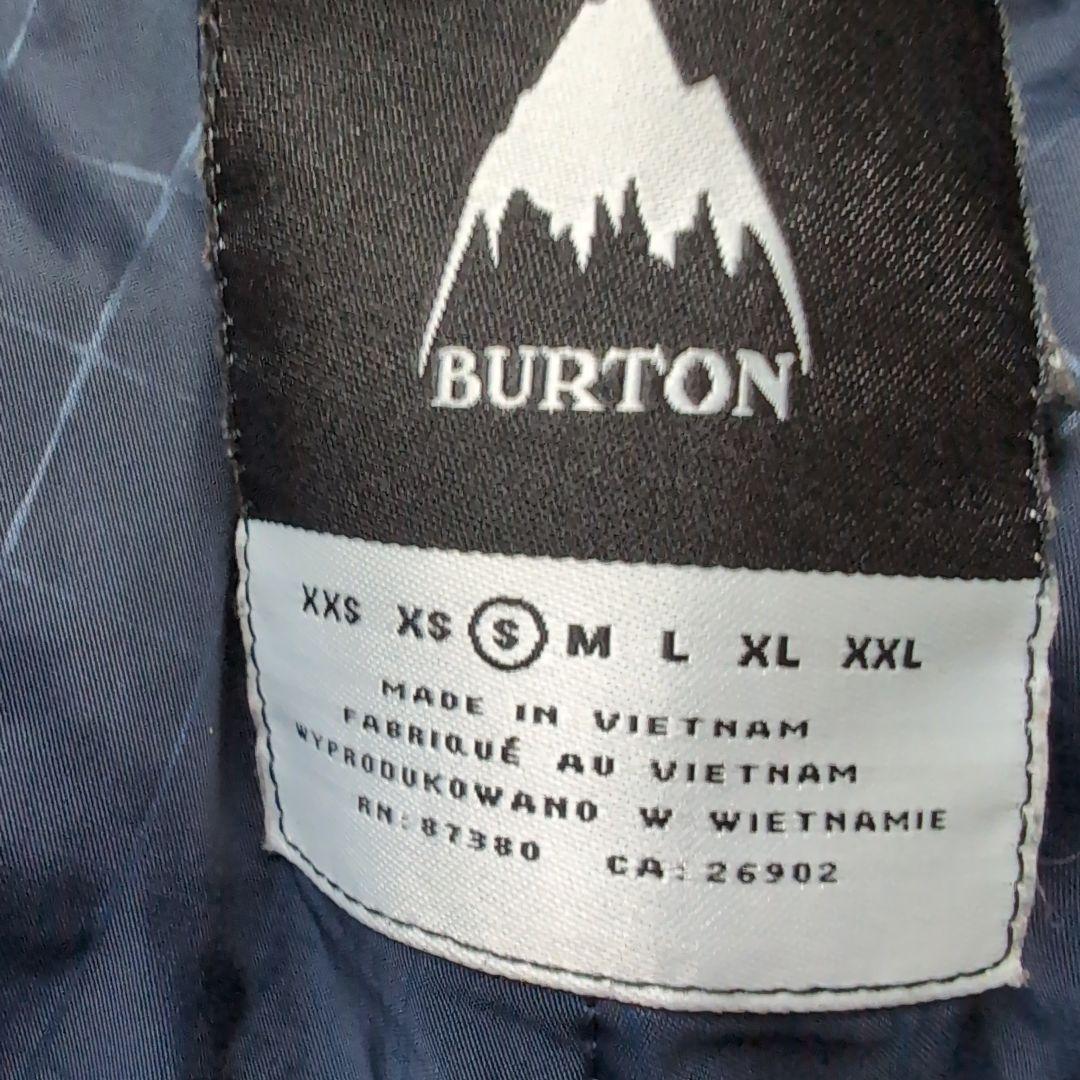 BURTON
XXS XS S M L XL XXL
MADE IN VIETNAM
FABRIQUÉ AU VIETNAM
WYPRODUKOWANO W WIETNAMIE
RN: 87380 CA: 26902